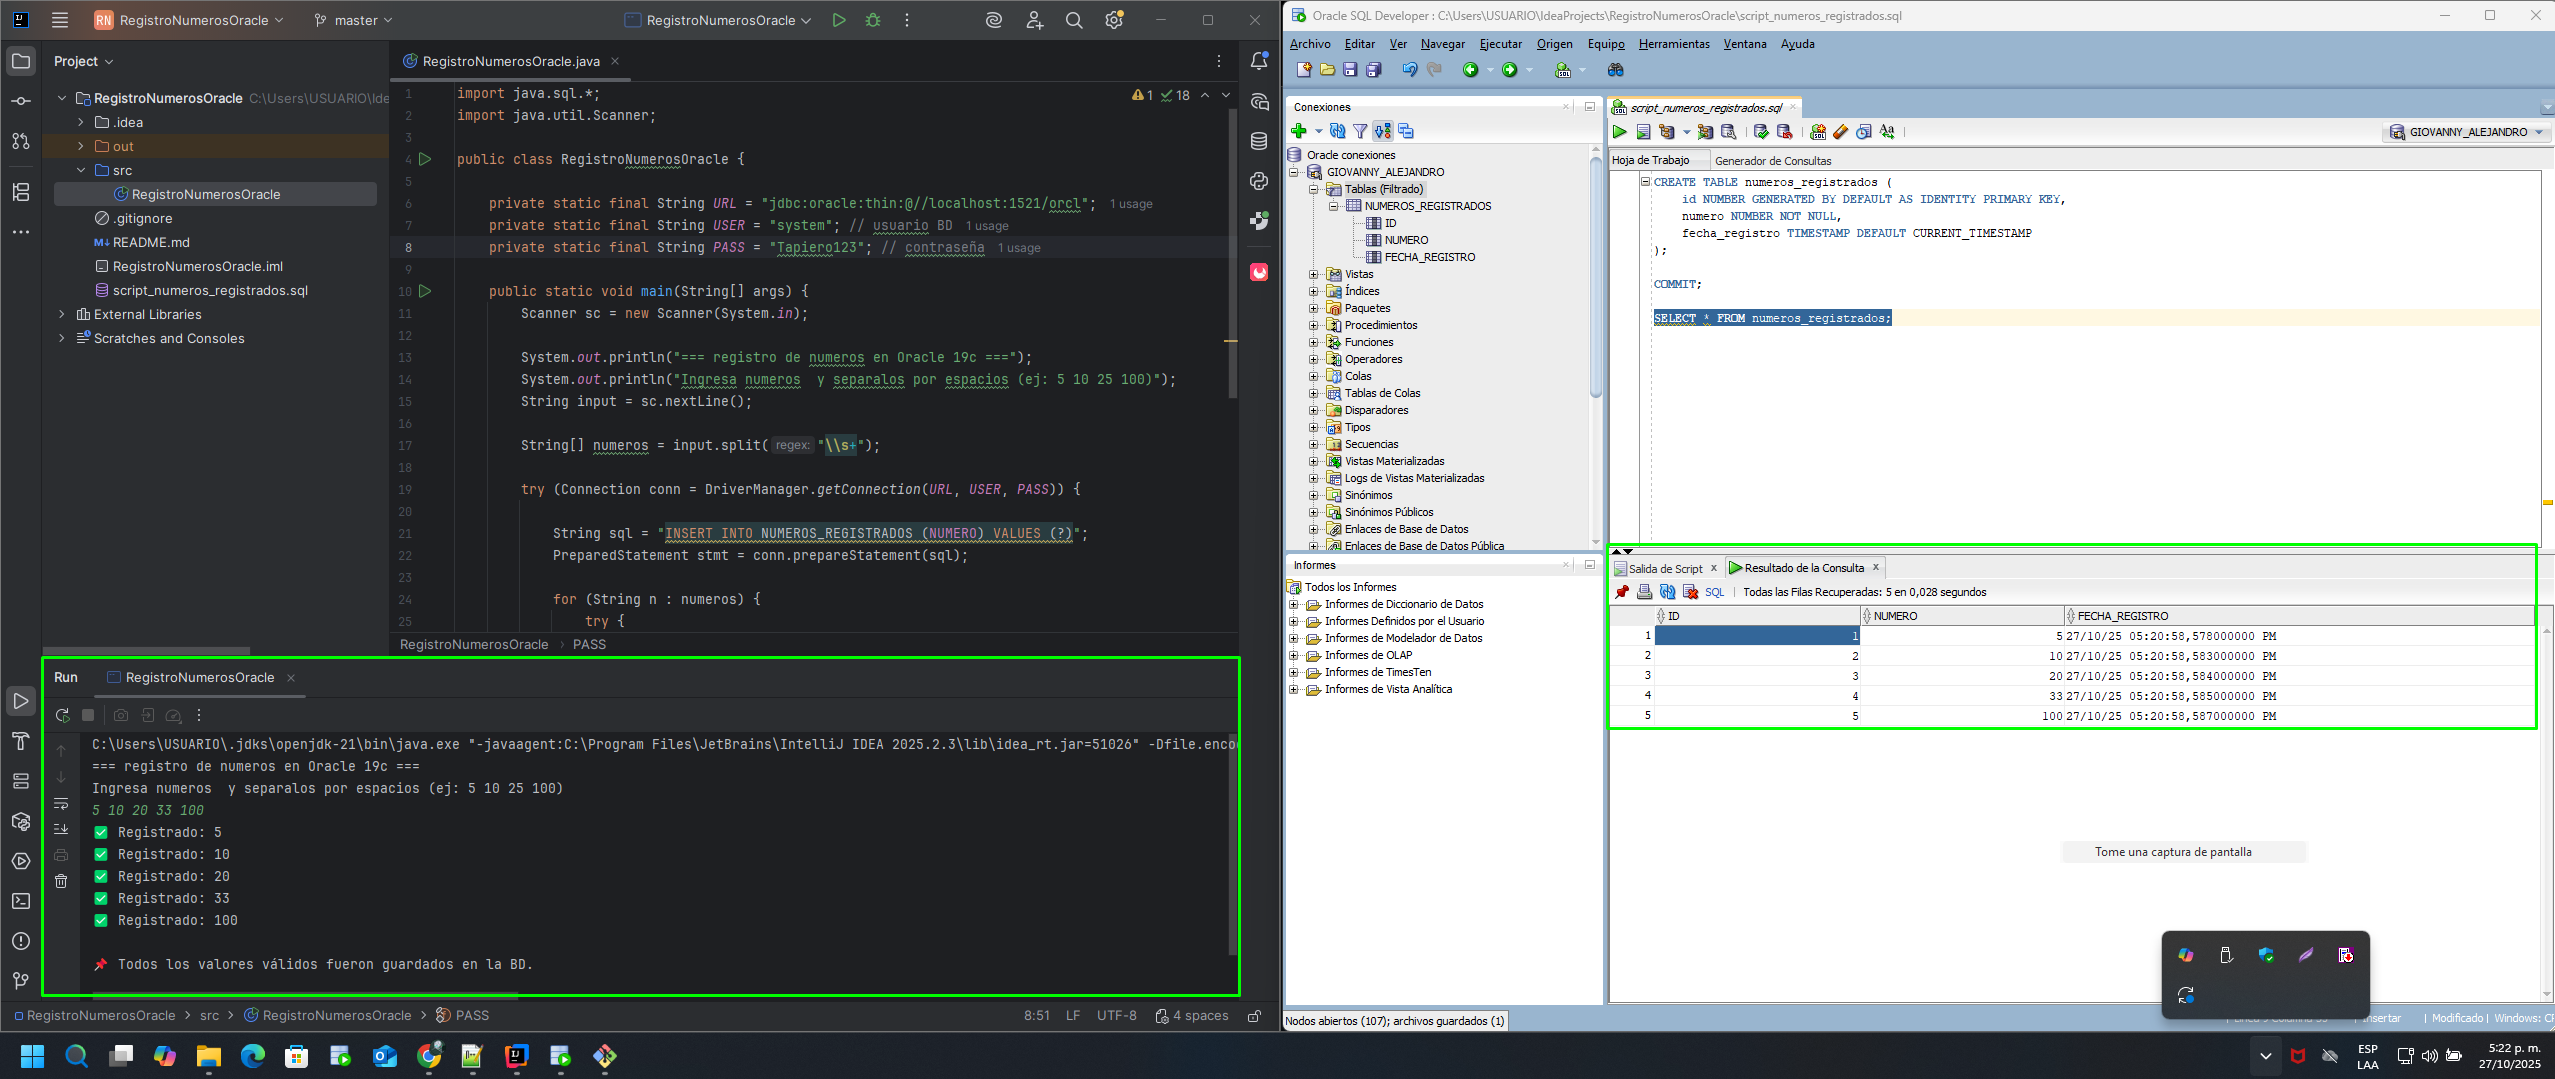 RN RegistroNumerosOracle
master
RegistroNumerosOracle
Project
RegistroNumerosOracle C:\Users\USUARIO\Ide
.idea
out
src
RegistroNumerosOracle
.gitignore
README.md
RegistroNumerosOracle.iml
script_numeros_registrados.sql
External Libraries
Scratches and Consoles
RegistroNumerosOracle.java
1 18
1 import java.sql.*;
2 import java.util.Scanner;
3
4 public class RegistroNumerosOracle {
5
6 private static final String URL = "jdbc:oracle:thin:@//localhost:1521/orcl"; 1 usage
7 private static final String USER = "system"; // usuario BD 1 usage
8 private static final String PASS = "Tapiero123"; // contraseña 1 usage
9
10 public static void main(String[] args) {
11 Scanner sc = new Scanner(System.in);
12
13 System.out.println("=== registro de numeros en Oracle 19c ===");
14 System.out.println("Ingresa numeros  y separalos por espacios (ej: 5 10 25 100)");
15 String input = sc.nextLine();
16
17 String[] numeros = input.split( regex: "\\s+");
18
19 try (Connection conn = DriverManager.getConnection(URL, USER, PASS)) {
20
21 String sql = "INSERT INTO NUMEROS_REGISTRADOS (NUMERO) VALUES (?)";
22 PreparedStatement stmt = conn.prepareStatement(sql);
23
24 for (String n : numeros) {
25 try {
RegistroNumerosOracle > PASS
Run RegistroNumerosOracle
C:\Users\USUARIO\.jdks\openjdk-21\bin\java.exe "-javaagent:C:\Program Files\JetBrains\IntelliJ IDEA 2025.2.3\lib\idea_rt.jar=51026" -Dfile.enco
=== registro de numeros en Oracle 19c ===
Ingresa numeros  y separalos por espacios (ej: 5 10 25 100)
5 10 20 33 100
✅ Registrado: 5
✅ Registrado: 10
✅ Registrado: 20
✅ Registrado: 33
✅ Registrado: 100
📌 Todos los valores válidos fueron guardados en la BD.
RegistroNumerosOracle > src > RegistroNumerosOracle > PASS
8:51 LF UTF-8 4 spaces
Oracle SQL Developer : C:\Users\USUARIO\IdeaProjects\RegistroNumerosOracle\script_numeros_registrados.sql
Archivo Editar Ver Navegar Ejecutar Origen Equipo Herramientas Ventana Ayuda
Conexiones
Oracle conexiones
GIOVANNY_ALEJANDRO
Tablas (Filtrado)
NUMEROS_REGISTRADOS
ID
NUMERO
FECHA_REGISTRO
Vistas
Índices
Paquetes
Procedimientos
Funciones
Operadores
Colas
Tablas de Colas
Disparadores
Tipos
Secuencias
Vistas Materializadas
Logs de Vistas Materializadas
Sinónimos
Sinónimos Públicos
Enlaces de Base de Datos
Enlaces de Base de Datos Pública
Informes
Todos los Informes
Informes de Diccionario de Datos
Informes Definidos por el Usuario
Informes de Modelador de Datos
Informes de OLAP
Informes de TimesTen
Informes de Vista Analítica
script_numeros_registrados.sql
GIOVANNY_ALEJANDRO
Hoja de Trabajo Generador de Consultas
CREATE TABLE numeros_registrados (
id NUMBER GENERATED BY DEFAULT AS IDENTITY PRIMARY KEY,
numero NUMBER NOT NULL,
fecha_registro TIMESTAMP DEFAULT CURRENT_TIMESTAMP
);
COMMIT;
SELECT * FROM numeros_registrados;
Salida de Script x Resultado de la Consulta x
SQL | Todas las Filas Recuperadas: 5 en 0,028 segundos
ID NUMERO FECHA_REGISTRO
1 1 5 27/10/25 05:20:58,578000000 PM
2 2 10 27/10/25 05:20:58,583000000 PM
3 3 20 27/10/25 05:20:58,584000000 PM
4 4 33 27/10/25 05:20:58,585000000 PM
5 5 100 27/10/25 05:20:58,587000000 PM
Tome una captura de pantalla
Nodos abiertos (107); archivos guardados (1)
Insertar | Modificado | Windows:
ESP
LAA
5:22 p. m.
27/10/2025